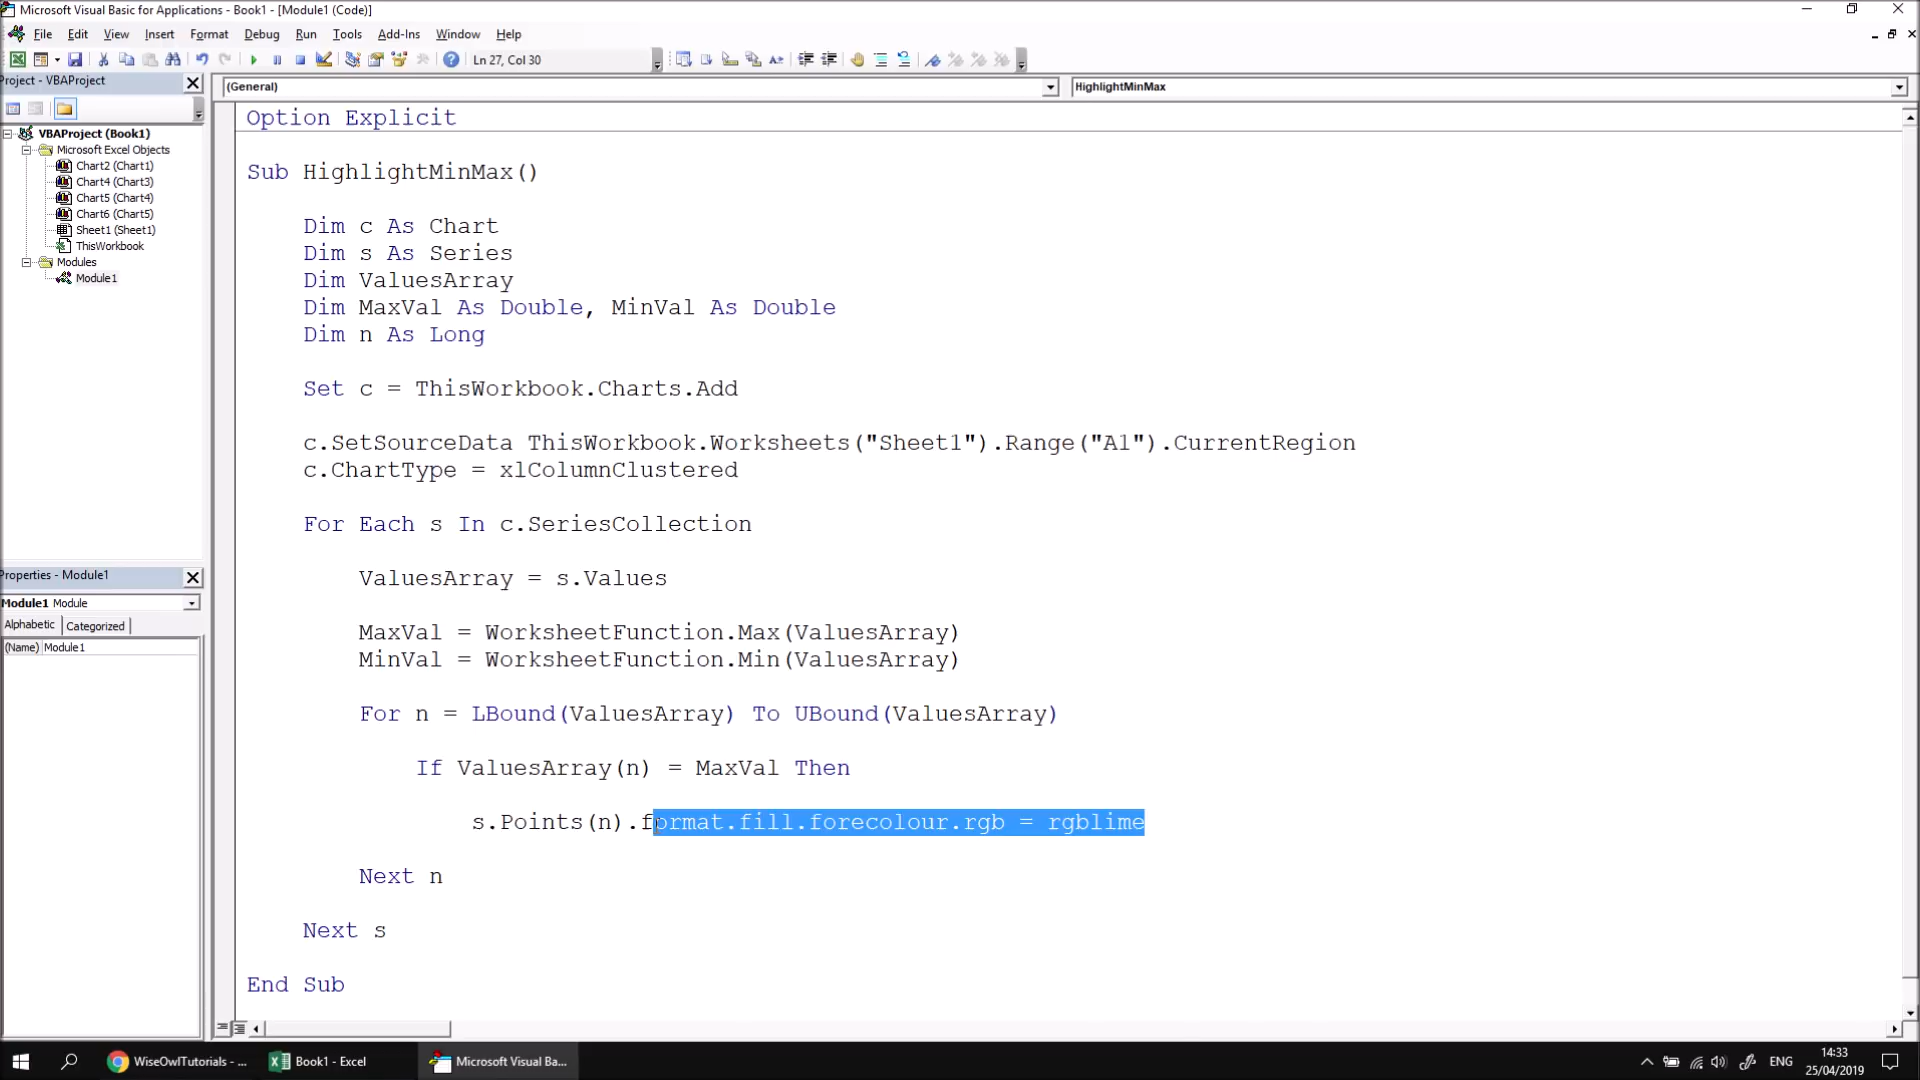 Microsoft Visual Basic for Applications - Book1 - [Module1 (Code)]
File Edit View Insert Format Debug Run Tools Add-Ins Window Help
Ln 27, Col 30
Project - VBAProject
(General)
HighlightMinMax
VBAProject (Book1)
Microsoft Excel Objects
Chart2 (Chart1)
Chart4 (Chart3)
Chart5 (Chart4)
Chart6 (Chart5)
Sheet1 (Sheet1)
ThisWorkbook
Modules
Module1
Properties - Module1
Module1 Module
Alphabetic Categorized
(Name) Module1
Option Explicit
Sub HighlightMinMax()
Dim c As Chart
Dim s As Series
Dim ValuesArray
Dim MaxVal As Double, MinVal As Double
Dim n As Long
Set c = ThisWorkbook.Charts.Add
c.SetSourceData ThisWorkbook.Worksheets("Sheet1").Range("A1").CurrentRegion
c.ChartType = xlColumnClustered
For Each s In c.SeriesCollection
ValuesArray = s.Values
MaxVal = WorksheetFunction.Max(ValuesArray)
MinVal = WorksheetFunction.Min(ValuesArray)
For n = LBound(ValuesArray) To UBound(ValuesArray)
If ValuesArray(n) = MaxVal Then
s.Points(n).format.fill.forecolour.rgb = rgblime
Next n
Next s
End Sub
WiseOwlTutorials - ...
Book1 - Excel
Microsoft Visual Ba...
ENG
14:33
25/04/2019